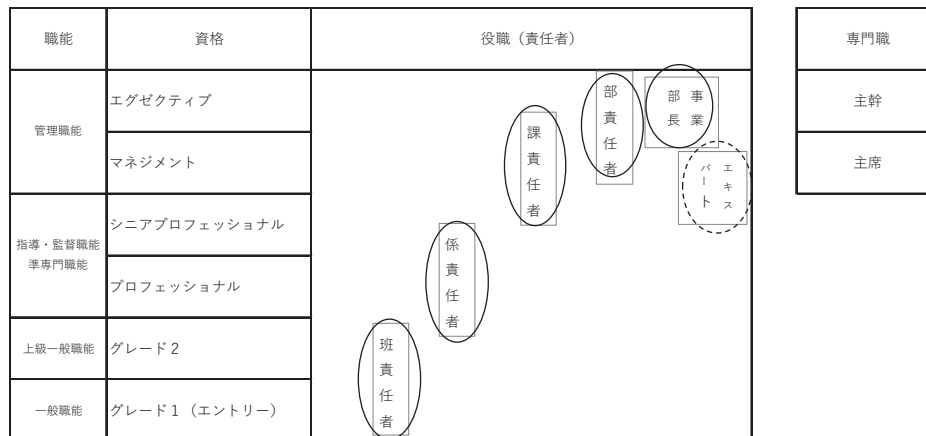 職能 資格 役職（責任者） 専門職
管理職能
エグゼクティブ
マネジメント
指導・監督職能
準専門職能
シニアプロフェッショナル
プロフェッショナル
上級一般職能
グレード２
一般職能
グレード１（エントリー）
班責任者
係責任者
課責任者
部責任者
事業
部長
エキス
パート
主幹
主席